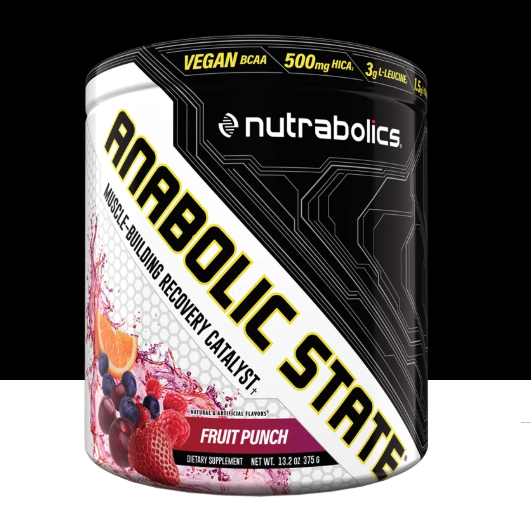 VEGAN BCAA
500mg HICA
3g L-LEUCINE
nutrabolics
ANABOLIC STATE
MUSCLE-BUILDING RECOVERY CATALYST†
NATURAL & ARTIFICIAL FLAVORS
FRUIT PUNCH
DIETARY SUPPLEMENT NET WT. 13.2 oz 375 G